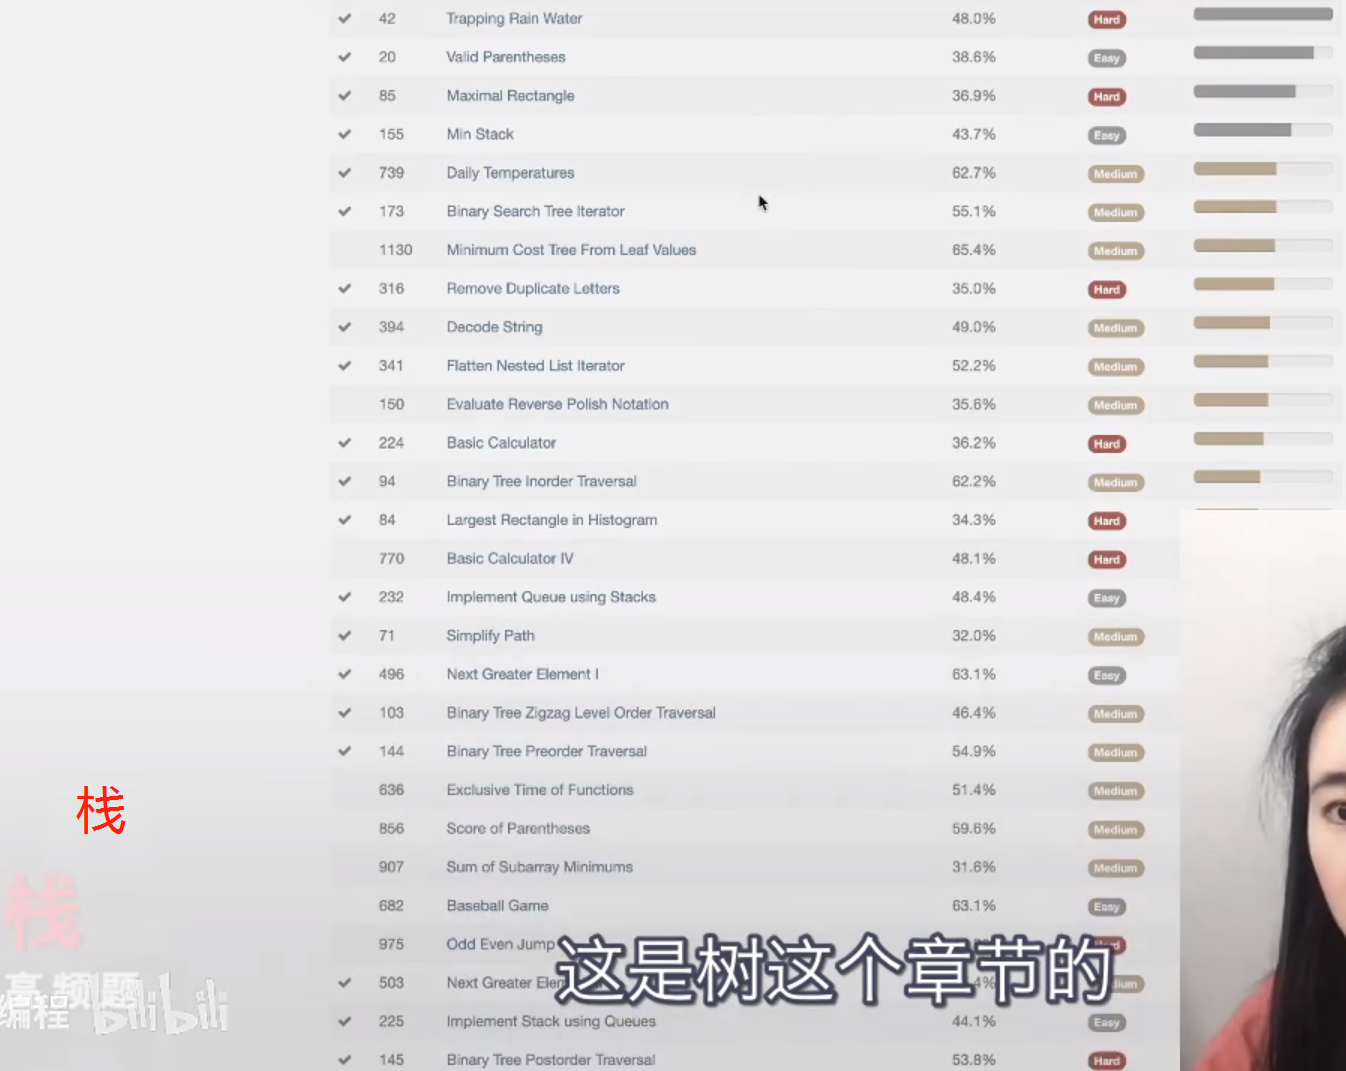 42 Trapping Rain Water 48.0% Hard
20 Valid Parentheses 38.6% Easy
85 Maximal Rectangle 36.9% Hard
155 Min Stack 43.7% Easy
739 Daily Temperatures 62.7% Medium
173 Binary Search Tree Iterator 55.1% Medium
1130 Minimum Cost Tree From Leaf Values 65.4% Medium
316 Remove Duplicate Letters 35.0% Hard
394 Decode String 49.0% Medium
341 Flatten Nested List Iterator 52.2% Medium
150 Evaluate Reverse Polish Notation 35.6% Medium
224 Basic Calculator 36.2% Hard
94 Binary Tree Inorder Traversal 62.2% Medium
84 Largest Rectangle in Histogram 34.3% Hard
770 Basic Calculator IV 48.1% Hard
232 Implement Queue using Stacks 48.4% Easy
71 Simplify Path 32.0% Medium
496 Next Greater Element I 63.1% Easy
103 Binary Tree Zigzag Level Order Traversal 46.4% Medium
144 Binary Tree Preorder Traversal 54.9% Medium
636 Exclusive Time of Functions 51.4% Medium
856 Score of Parentheses 59.6% Medium
907 Sum of Subarray Minimums 31.6% Medium
682 Baseball Game 63.1% Easy
975 Odd Even Jump
503 Next Greater
225 Implement Stack using Queues 44.1% Easy
145 Binary Tree Postorder Traversal 53.8% Hard
栈
栈
高频题
编程 bilibili
这是树这个章节的